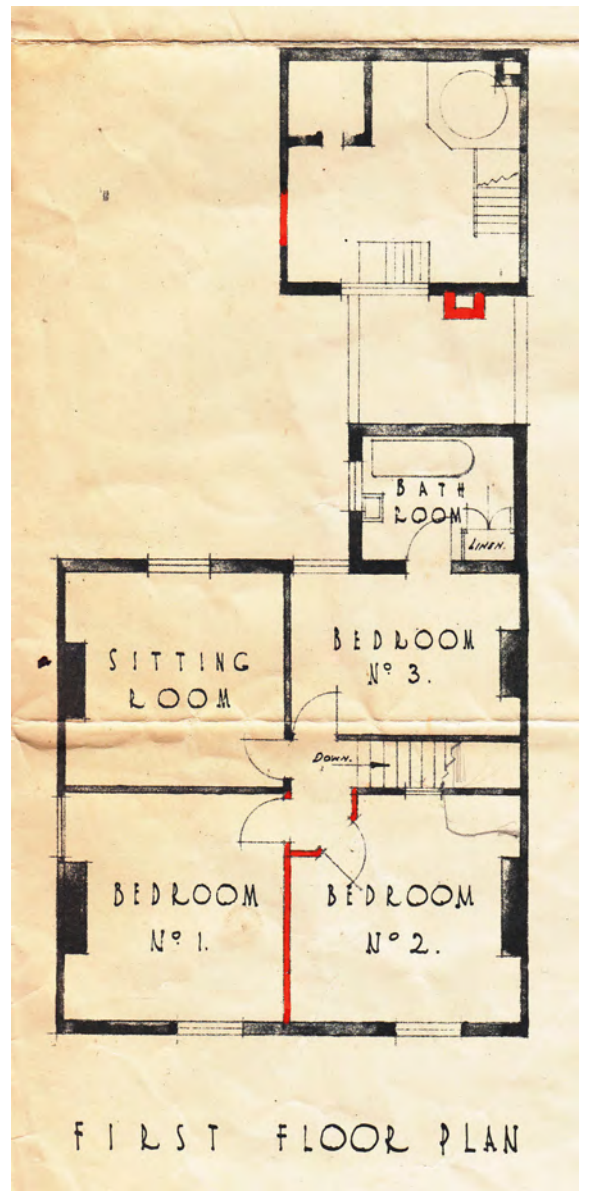 BATH
ROOM
LINEN.
SITTING
ROOM
BEDROOM
Nº 3.
DOWN.
BEDROOM
Nº 1.
BEDROOM
Nº 2.
FIRST FLOOR PLAN